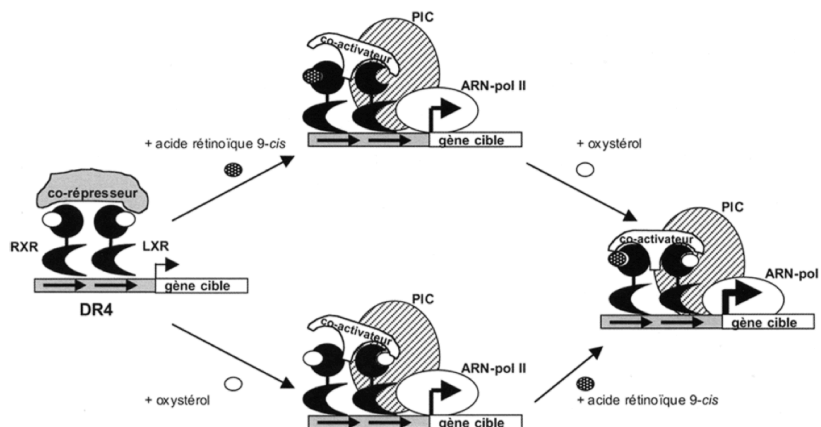 PIC
co-activateur
ARN-pol II
gène cible
+ acide rétinoïque 9-cis
+ oxystérol
co-répresseur
RXR
LXR
gène cible
DR4
PIC
co-activateur
ARN-pol
gène cible
PIC
co-activateur
ARN-pol II
gène cible
+ oxystérol
+ acide rétinoïque 9-cis